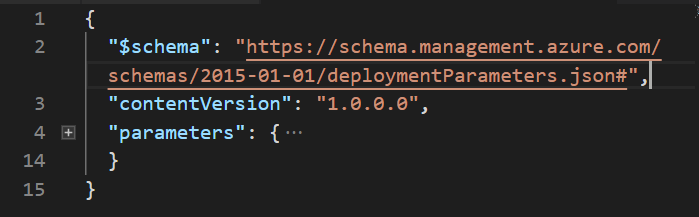 1 {
2 "$schema": "https://schema.management.azure.com/
schemas/2015-01-01/deploymentParameters.json#",
3 "contentVersion": "1.0.0.0",
4 "parameters": {···
14 }
15 }